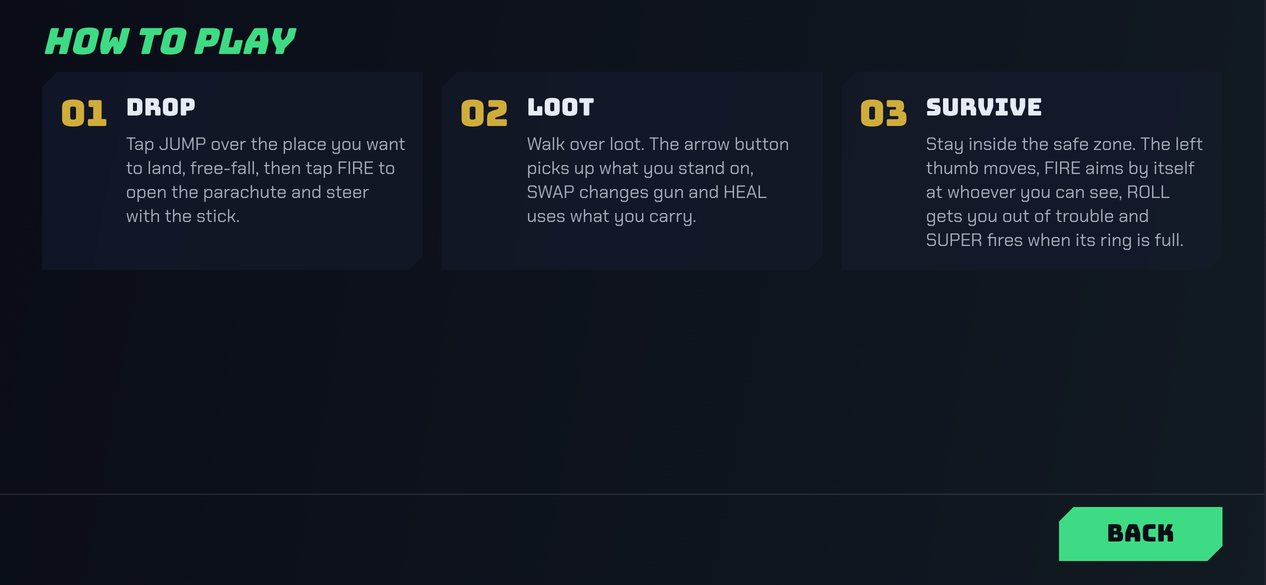 HOW TO PLAY
01 DROP
Tap JUMP over the place you want
to land, free-fall, then tap FIRE to
open the parachute and steer
with the stick.
02 LOOT
Walk over loot. The arrow button
picks up what you stand on,
SWAP changes gun and HEAL
uses what you carry.
03 SURVIVE
Stay inside the safe zone. The left
thumb moves, FIRE aims by itself
at whoever you can see, ROLL
gets you out of trouble and
SUPER fires when its ring is full.
BACK